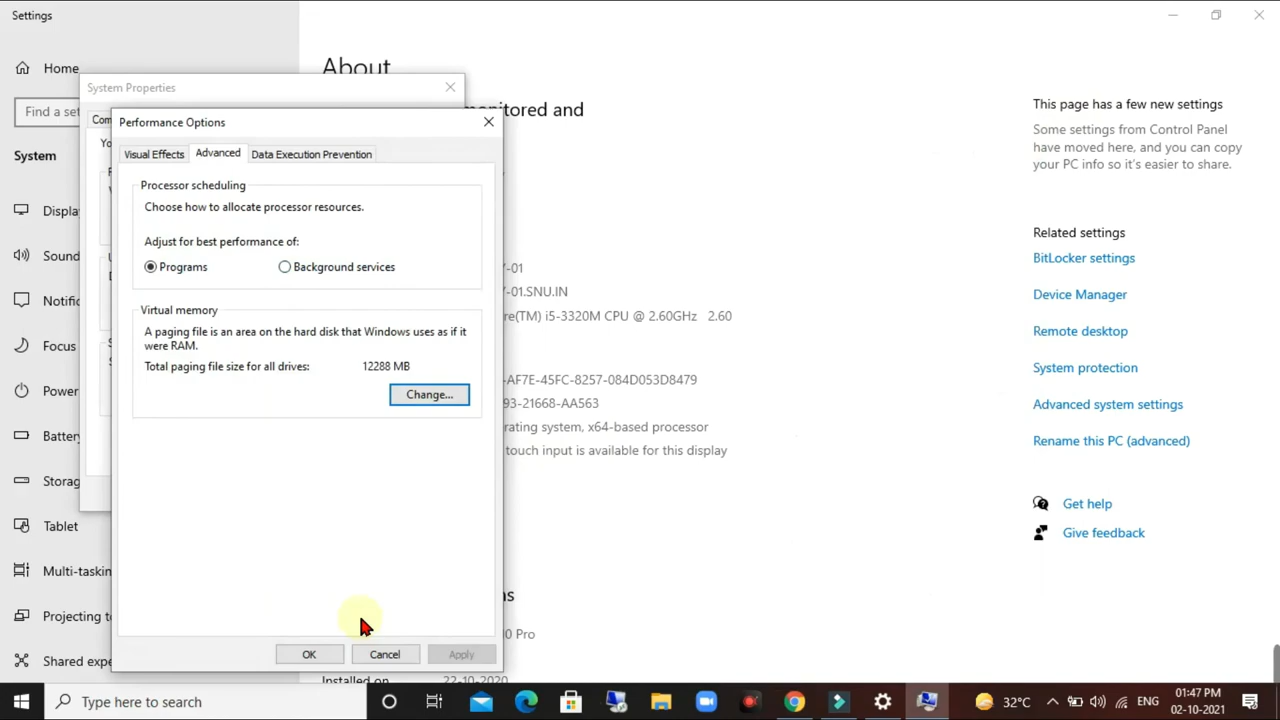 Settings
Home
Find a set
System
Displa
Sound
Notific
Focus
Power
Batter
Storag
Tablet
Multi-taskin
Projecting t
Shared expe
System Properties
Com
Yo
Performance Options
Visual Effects
Advanced
Data Execution Prevention
Processor scheduling
Choose how to allocate processor resources.
Adjust for best performance of:
Programs
Background services
Virtual memory
A paging file is an area on the hard disk that Windows uses as if it
were RAM.
Total paging file size for all drives: 12288 MB
Change...
OK
Cancel
Apply
About
monitored and
-01
-01.SNU.IN
re(TM) i5-3320M CPU @ 2.60GHz 2.60
-AF7E-45FC-8257-084D053D8479
93-21668-AA563
rating system, x64-based processor
touch input is available for this display
ns
0 Pro
Installed on 22-10-2020
This page has a few new settings
Some settings from Control Panel
have moved here, and you can copy
your PC info so it's easier to share.
Related settings
BitLocker settings
Device Manager
Remote desktop
System protection
Advanced system settings
Rename this PC (advanced)
Get help
Give feedback
Type here to search
32°C
ENG
01:47 PM
02-10-2021